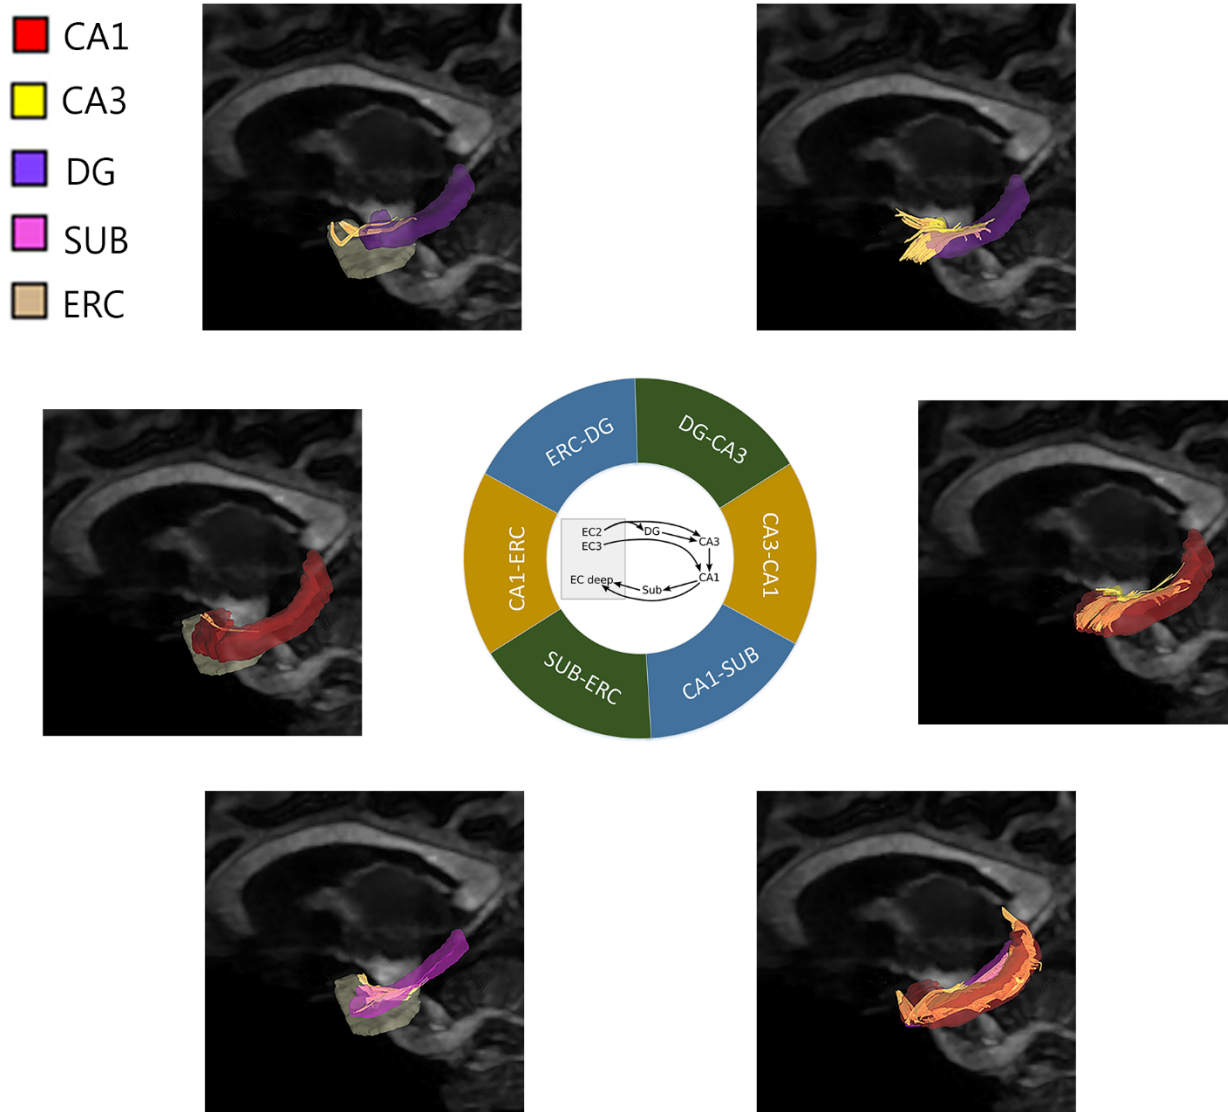 CA1
CA3
DG
SUB
ERC
ERC-DG
DG-CA3
CA1-ERC
CA3-CA1
SUB-ERC
CA1-SUB
EC2
DG
EC3
CA3
EC deep
Sub
CA1